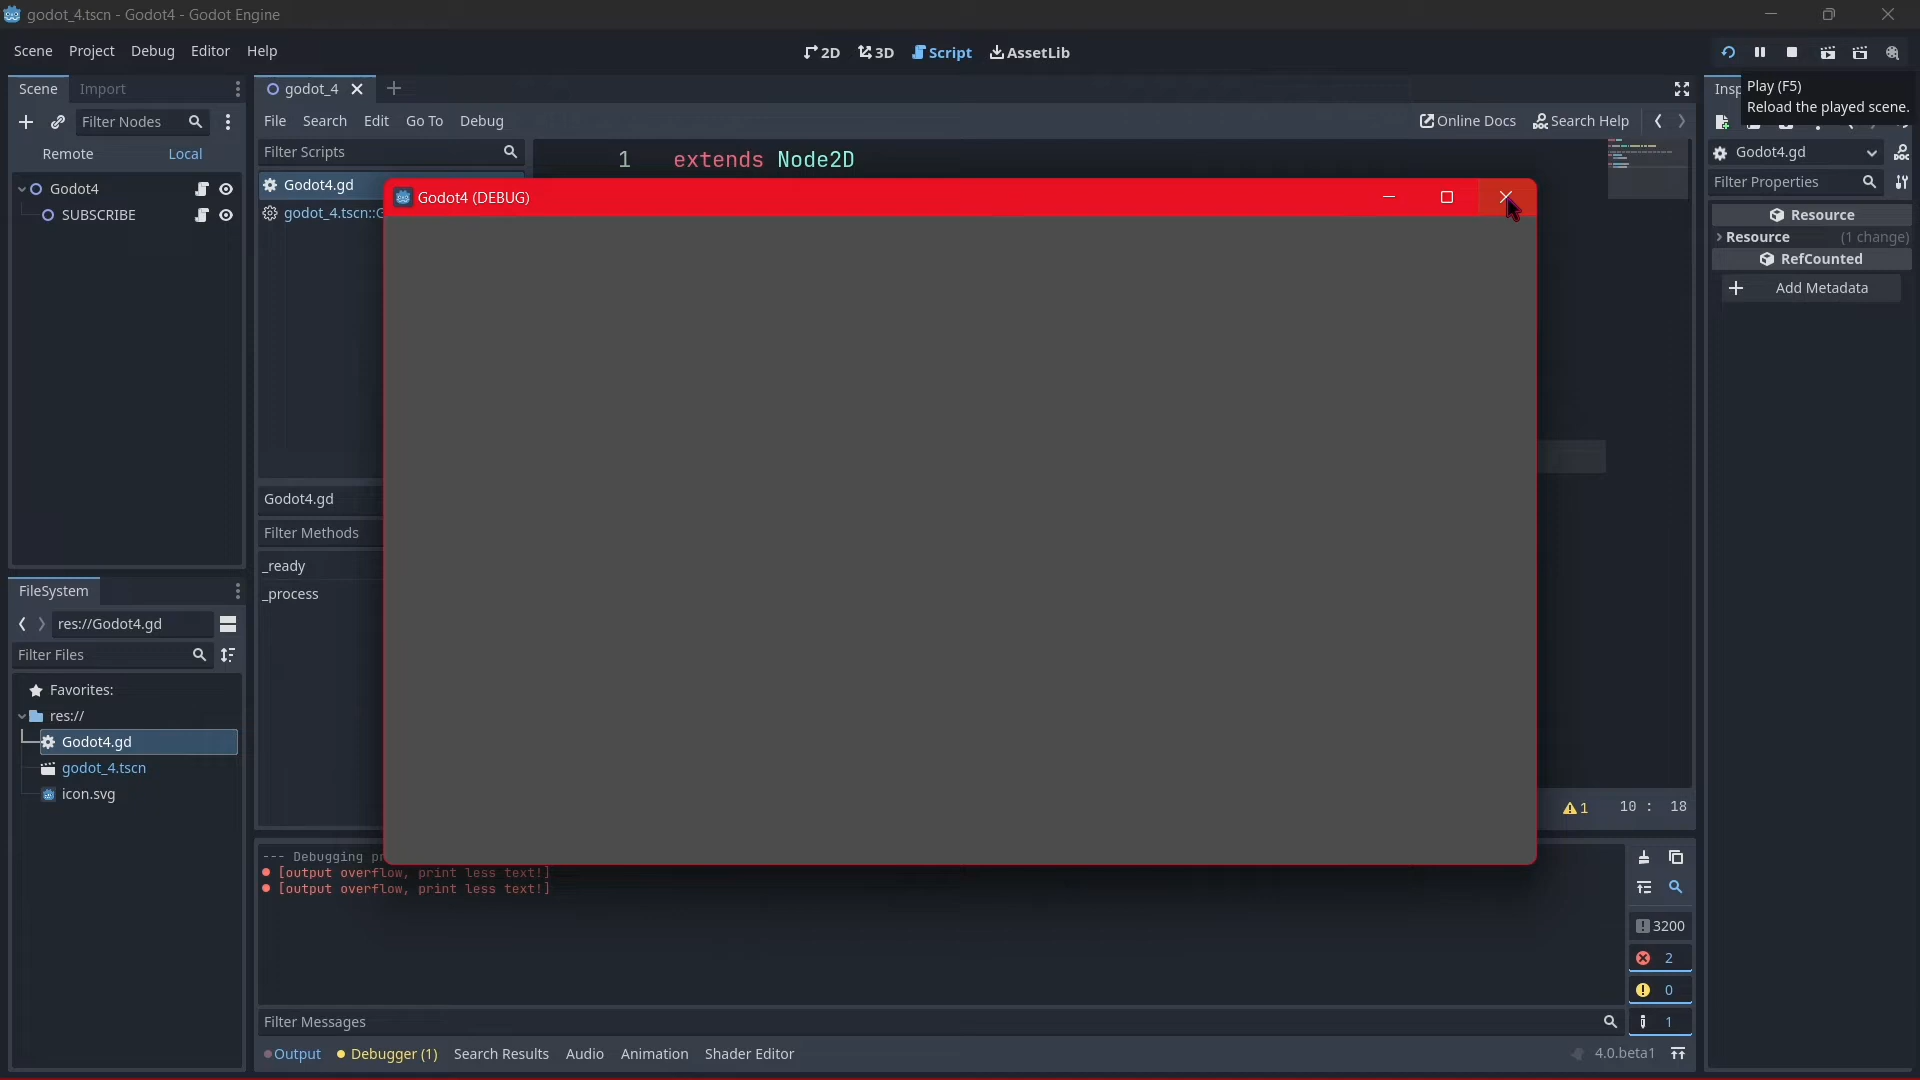 godot_4.tscn - Godot4 - Godot Engine
Scene Project Debug Editor Help
2D 3D Script AssetLib
Scene Import
godot_4
Play (F5)
Reload the played scene.
Filter Nodes
File Search Edit Go To Debug
Online Docs Search Help
Remote Local
Filter Scripts
1 extends Node2D
Godot4.gd
Filter Properties
Godot4
SUBSCRIBE
Godot4.gd
godot_4.tscn::G
Godot4 (DEBUG)
Resource
Resource (1 change)
RefCounted
Add Metadata
Godot4.gd
Filter Methods
_ready
_process
FileSystem
res://Godot4.gd
Filter Files
Favorites:
res://
Godot4.gd
godot_4.tscn
icon.svg
1 10 : 18
--- Debugging pr
[output overflow, print less text!]
[output overflow, print less text!]
3200
2
0
1
Filter Messages
Output Debugger (1) Search Results Audio Animation Shader Editor
4.0.beta1